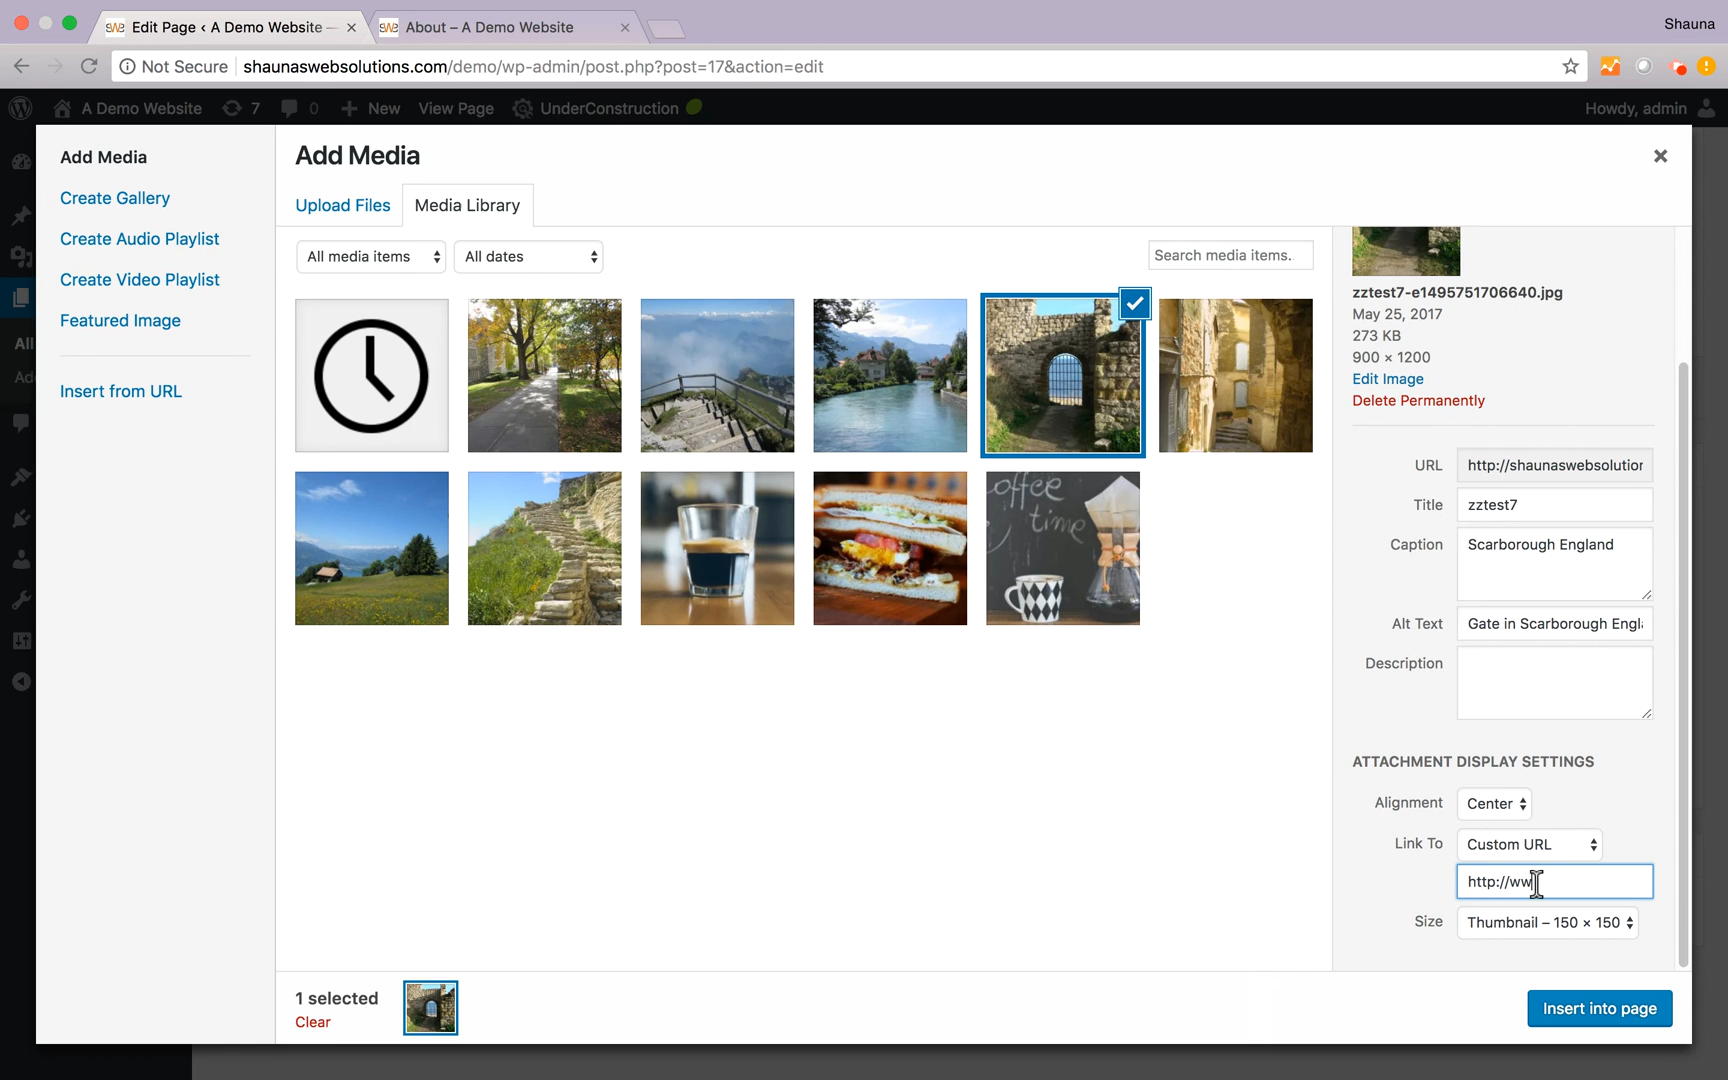 Edit Page ‹ A Demo Website —
About – A Demo Website
Shauna
Not Secure
shaunaswebsolutions.com/demo/wp-admin/post.php?post=17&action=edit
A Demo Website
7
0
New
View Page
UnderConstruction
Howdy, admin
Add Media
Create Gallery
Create Audio Playlist
Create Video Playlist
Featured Image
Insert from URL
All
Add Media
Upload Files
Media Library
All media items
All dates
Search media items.
coffee
time
zztest7-e1495751706640.jpg
May 25, 2017
273 KB
900 × 1200
Edit Image
Delete Permanently
URL
http://shaunaswebsolution
Title
zztest7
Caption
Scarborough England
Alt Text
Gate in Scarborough Engla
Description
ATTACHMENT DISPLAY SETTINGS
Alignment
Center
Link To
Custom URL
http://ww
Size
Thumbnail – 150 × 150
1 selected
Clear
Insert into page